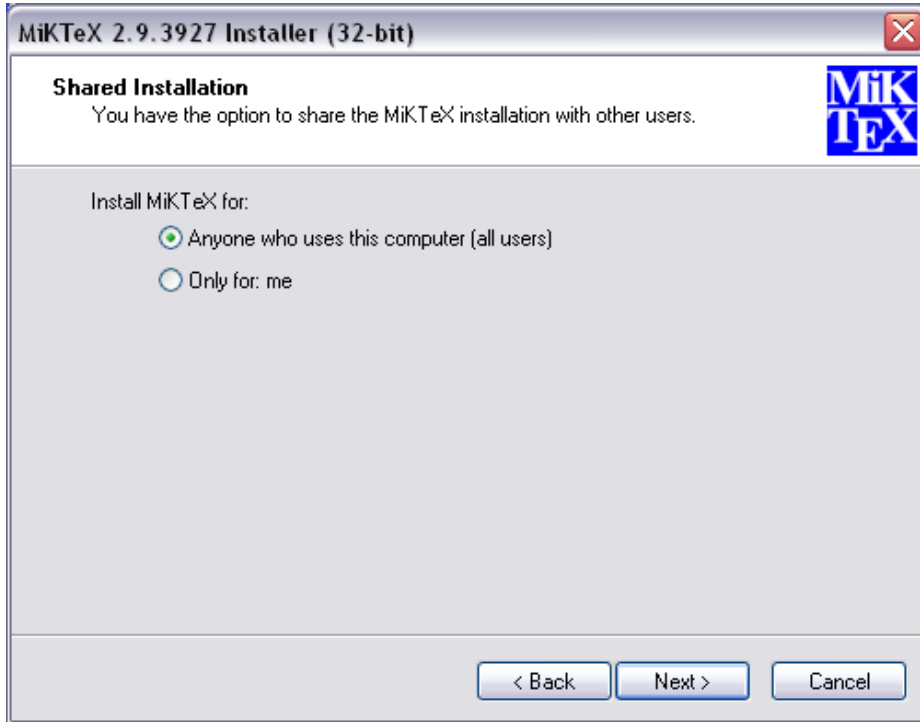 MiKTeX 2.9.3927 Installer (32-bit)
Shared Installation
You have the option to share the MiKTeX installation with other users.
MiK
TEX
Install MiKTeX for:
Anyone who uses this computer (all users)
Only for: me
< Back
Next >
Cancel